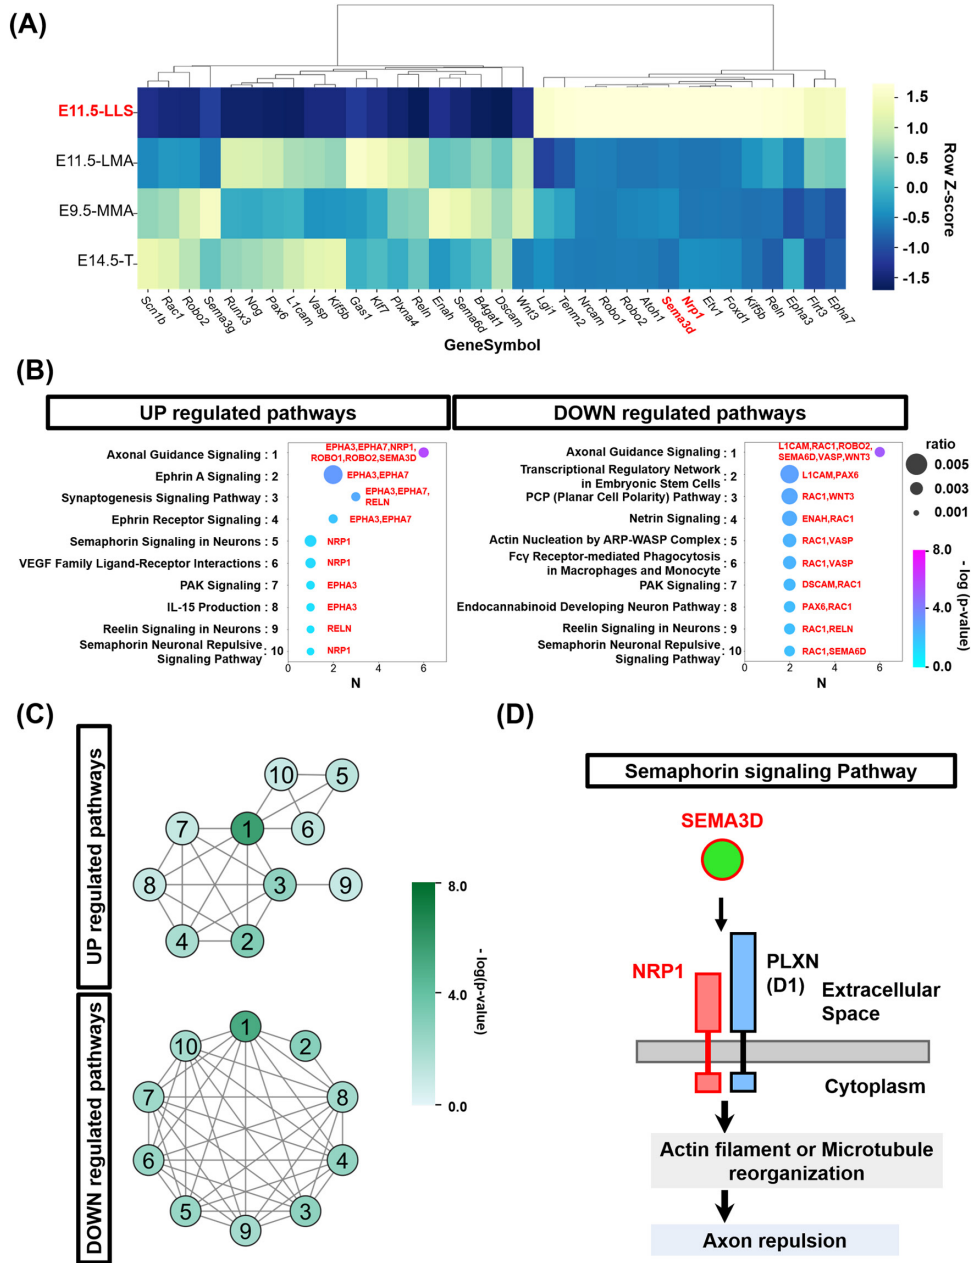 (A)
E11.5-LLS
E11.5-LMA
E9.5-MMA
E14.5-T
1.5
1.0
0.5
0.0
-0.5
-1.0
-1.5
Row Z-score
Scn1b
Rac1
Robo2
Sema3g
Runx3
Nog
Pax6
L1cam
Vasp
Kif5b
Gas1
Klf7
Plxna4
Reln
Enah
Sema6d
B4gat1
Dscam
Wnt3
Lgi1
Tenm2
Nrcam
Robo1
Robo2
Atoh1
Sema3d
Nrp1
Etv1
Foxd1
Kif5b
Reln
Epha3
Flrt3
Epha7
GeneSymbol
(B)
UP regulated pathways
Axonal Guidance Signaling : 1
Ephrin A Signaling : 2
Synaptogenesis Signaling Pathway : 3
Ephrin Receptor Signaling : 4
Semaphorin Signaling in Neurons : 5
VEGF Family Ligand-Receptor Interactions : 6
PAK Signaling : 7
IL-15 Production : 8
Reelin Signaling in Neurons : 9
Semaphorin Neuronal Repulsive
Signaling Pathway : 10
EPHA3,EPHA7,NRP1,
ROBO1,ROBO2,SEMA3D
EPHA3,EPHA7
EPHA3,EPHA7,
RELN
EPHA3,EPHA7
NRP1
NRP1
EPHA3
EPHA3
RELN
NRP1
0 2 4 6
N
DOWN regulated pathways
Axonal Guidance Signaling : 1
Transcriptional Regulatory Network
in Embryonic Stem Cells : 2
PCP (Planar Cell Polarity) Pathway : 3
Netrin Signaling : 4
Actin Nucleation by ARP-WASP Complex : 5
Fcγ Receptor-mediated Phagocytosis
in Macrophages and Monocyte : 6
PAK Signaling : 7
Endocannabinoid Developing Neuron Pathway : 8
Reelin Signaling in Neurons : 9
Semaphorin Neuronal Repulsive
Signaling Pathway : 10
L1CAM,RAC1,ROBO2,
SEMA6D,VASP,WNT3
L1CAM,PAX6
RAC1,WNT3
ENAH,RAC1
RAC1,VASP
RAC1,VASP
DSCAM,RAC1
PAX6,RAC1
RAC1,RELN
RAC1,SEMA6D
0 2 4 6
N
ratio
0.005
0.003
0.001
8.0
4.0
0.0
- log (p-value)
(C)
UP regulated pathways
10
5
7
1
6
8
3
9
4
2
DOWN regulated pathways
1
10
2
7
8
6
4
5
3
9
8.0
4.0
0.0
- log(p-value)
(D)
Semaphorin signaling Pathway
SEMA3D
NRP1
PLXN
(D1)
Extracellular
Space
Cytoplasm
Actin filament or Microtubule
reorganization
Axon repulsion